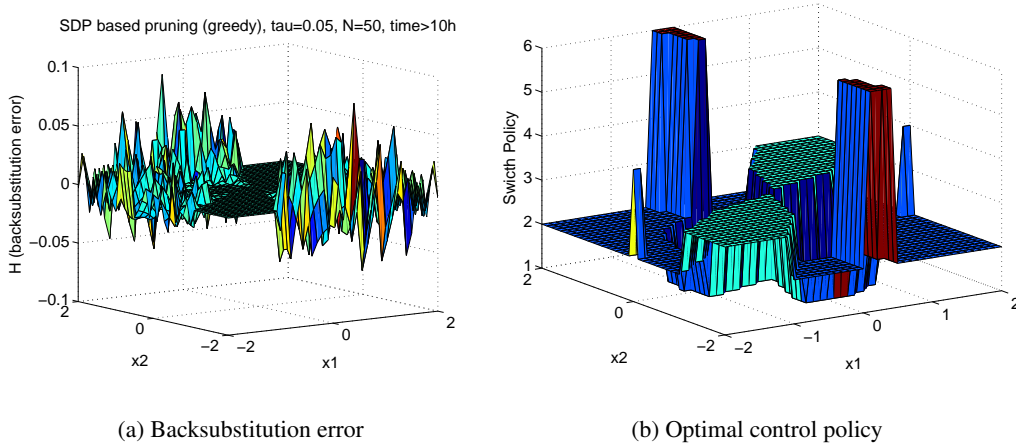 SDP based pruning (greedy), tau=0.05, N=50, time>10h
0.1
0.05
0
−0.05
−0.1
H (backsubstitution error)
2
0
−2
x2
−2
0
2
x1
6
5
4
3
2
1
Swicth Policy
2
0
−2
x2
−2
−1
0
1
2
x1
(a) Backsubstitution error
(b) Optimal control policy